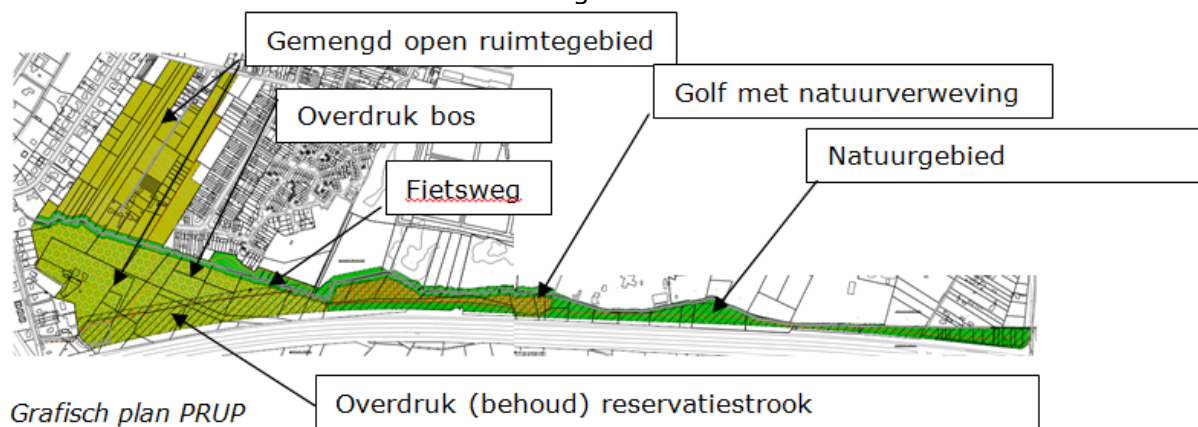 Gemengd open ruimtegebied
Golf met natuurverweving
Overdruk bos
Natuurgebied
Fietsweg
Overdruk (behoud) reservatiestrook
Grafisch plan PRUP